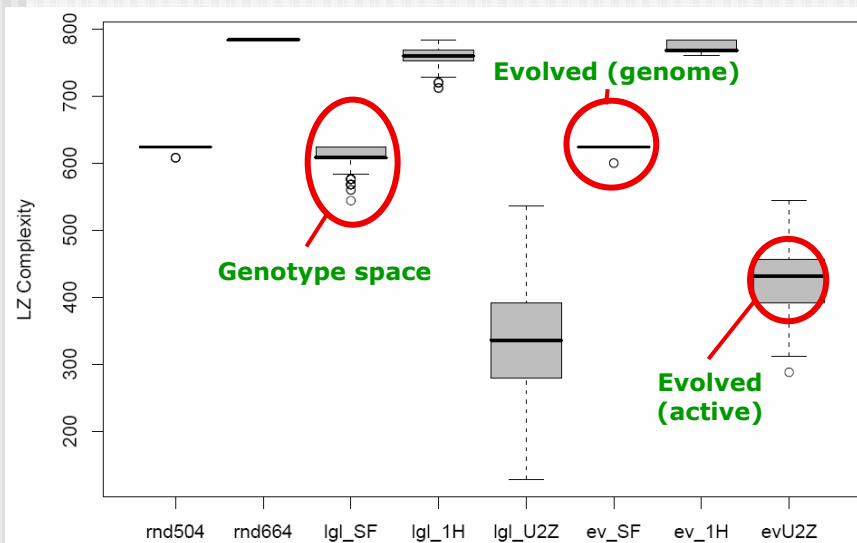 800
700
600
500
400
300
200
LZ Complexity
Evolved (genome)
Genotype space
Evolved
(active)
rnd504 rnd664 lgl_SF lgl_1H lgl_U2Z ev_SF ev_1H evU2Z